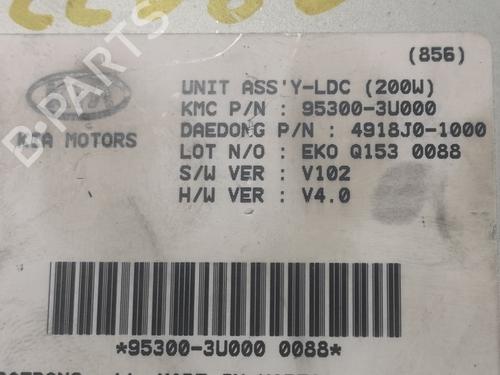 (856)
UNIT ASS'Y-LDC (200W)
KMC P/N : 95300-3U000
DAEDONG P/N : 4918J0-1000
LOT N/O : EKO Q153 0088
S/W VER : V102
H/W VER : V4.0
KIA MOTORS
*95300-3U000 0088*
B-PARTS